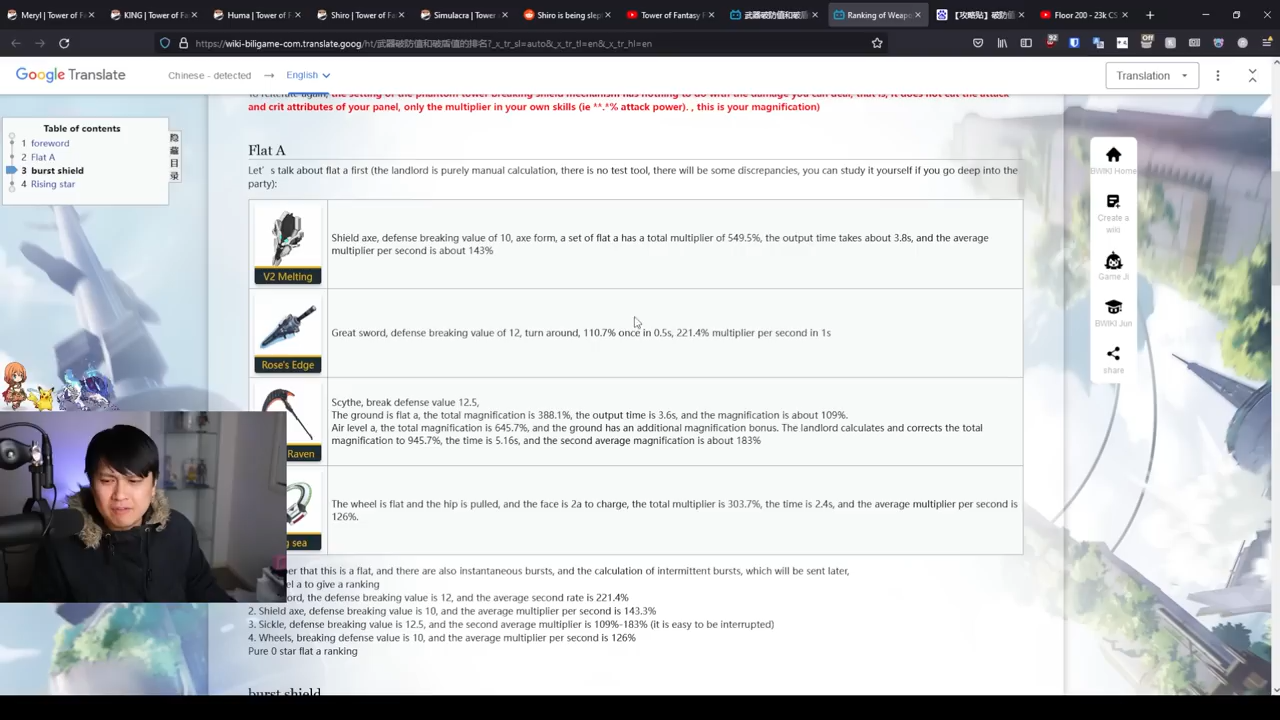 Meryl | Tower of Fa
KING | Tower of Fa
Huma | Tower of Fa
Shiro | Tower of Fa
Simulacra | Tower o
Shiro is being slep
Tower of Fantasy F
武器破防值和破盾
Ranking of Weapo
【攻略贴】破防值
Floor 200 - 23k CS
https://wiki-biligame-com.translate.goog/ht/武器破防值和破盾值的排名?_x_tr_sl=auto&_x_tr_tl=en&_x_tr_hl=en
Google Translate
Chinese - detected
English
Translation
To reiterate again, the setting of the phantom tower breaking shield mechanism has nothing to do with the damage you can deal, that is, it does not eat the attack
and crit attributes of your panel, only the multiplier in your own skills (ie **.*% attack power). , this is your magnification)
Table of contents
1 foreword
2 Flat A
3 burst shield
4 Rising star
隐
藏
目
录
Flat A
Let's talk about flat a first (the landlord is purely manual calculation, there is no test tool, there will be some discrepancies, you can study it yourself if you go deep into the
party):
Shield axe, defense breaking value of 10, axe form, a set of flat a has a total multiplier of 549.5%, the output time takes about 3.8s, and the average
multiplier per second is about 143%
V2 Melting
Great sword, defense breaking value of 12, turn around, 110.7% once in 0.5s, 221.4% multiplier per second in 1s
Rose's Edge
Scythe, break defense value 12.5,
The ground is flat a, the total magnification is 388.1%, the output time is 3.6s, and the magnification is about 109%.
Air level a, the total magnification is 645.7%, and the ground has an additional magnification bonus. The landlord calculates and corrects the total
magnification to 945.7%, the time is 5.16s, and the second average magnification is about 183%
Raven
The wheel is flat and the hip is pulled, and the face is 2a to charge, the total multiplier is 303.7%, the time is 2.4s, and the average multiplier per second is
126%.
sea
that this is a flat, and there are also instantaneous bursts, and the calculation of intermittent bursts, which will be sent later,
a to give a ranking
the defense breaking value is 12, and the average second rate is 221.4%
2. Shield axe, defense breaking value is 10, and the average multiplier per second is 143.3%
3. Sickle, defense breaking value is 12.5, and the second average multiplier is 109%-183% (it is easy to be interrupted)
4. Wheels, breaking defense value is 10, and the average multiplier per second is 126%
Pure 0 star flat a ranking
burst shield
BWIKI Home
Create a
wiki
Game Ji
BWIKI Jun
share